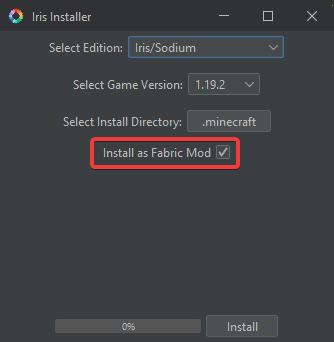 Iris Installer
Select Edition: Iris/Sodium
Select Game Version: 1.19.2
Select Install Directory: .minecraft
Install as Fabric Mod
0% Install